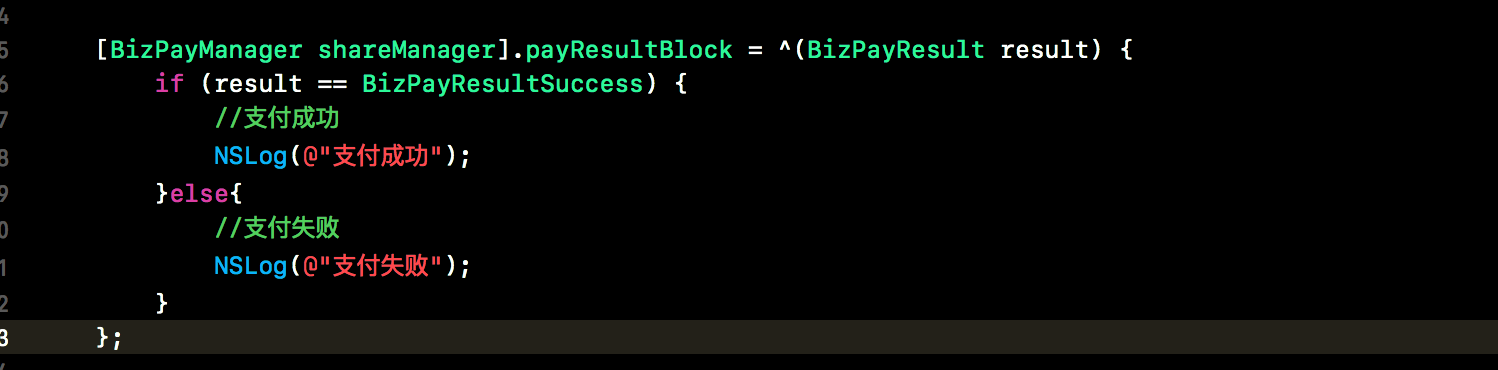 4
5 [BizPayManager shareManager].payResultBlock = ^(BizPayResult result) {
6 if (result == BizPayResultSuccess) {
7 //支付成功
8 NSLog(@"支付成功");
9 }else{
0 //支付失败
1 NSLog(@"支付失败");
2 }
3 };